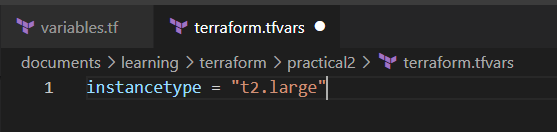 variables.tf terraform.tfvars
documents > learning > terraform > practical2 > terraform.tfvars
1 instancetype = "t2.large"